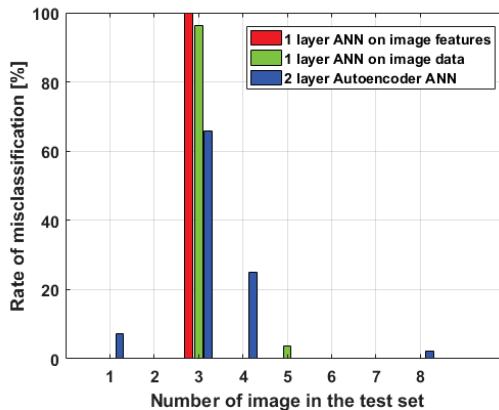 100
80
60
40
20
0
Rate of misclassification [%]
1 layer ANN on image features
1 layer ANN on image data
2 layer Autoencoder ANN
1 2 3 4 5 6 7 8
Number of image in the test set